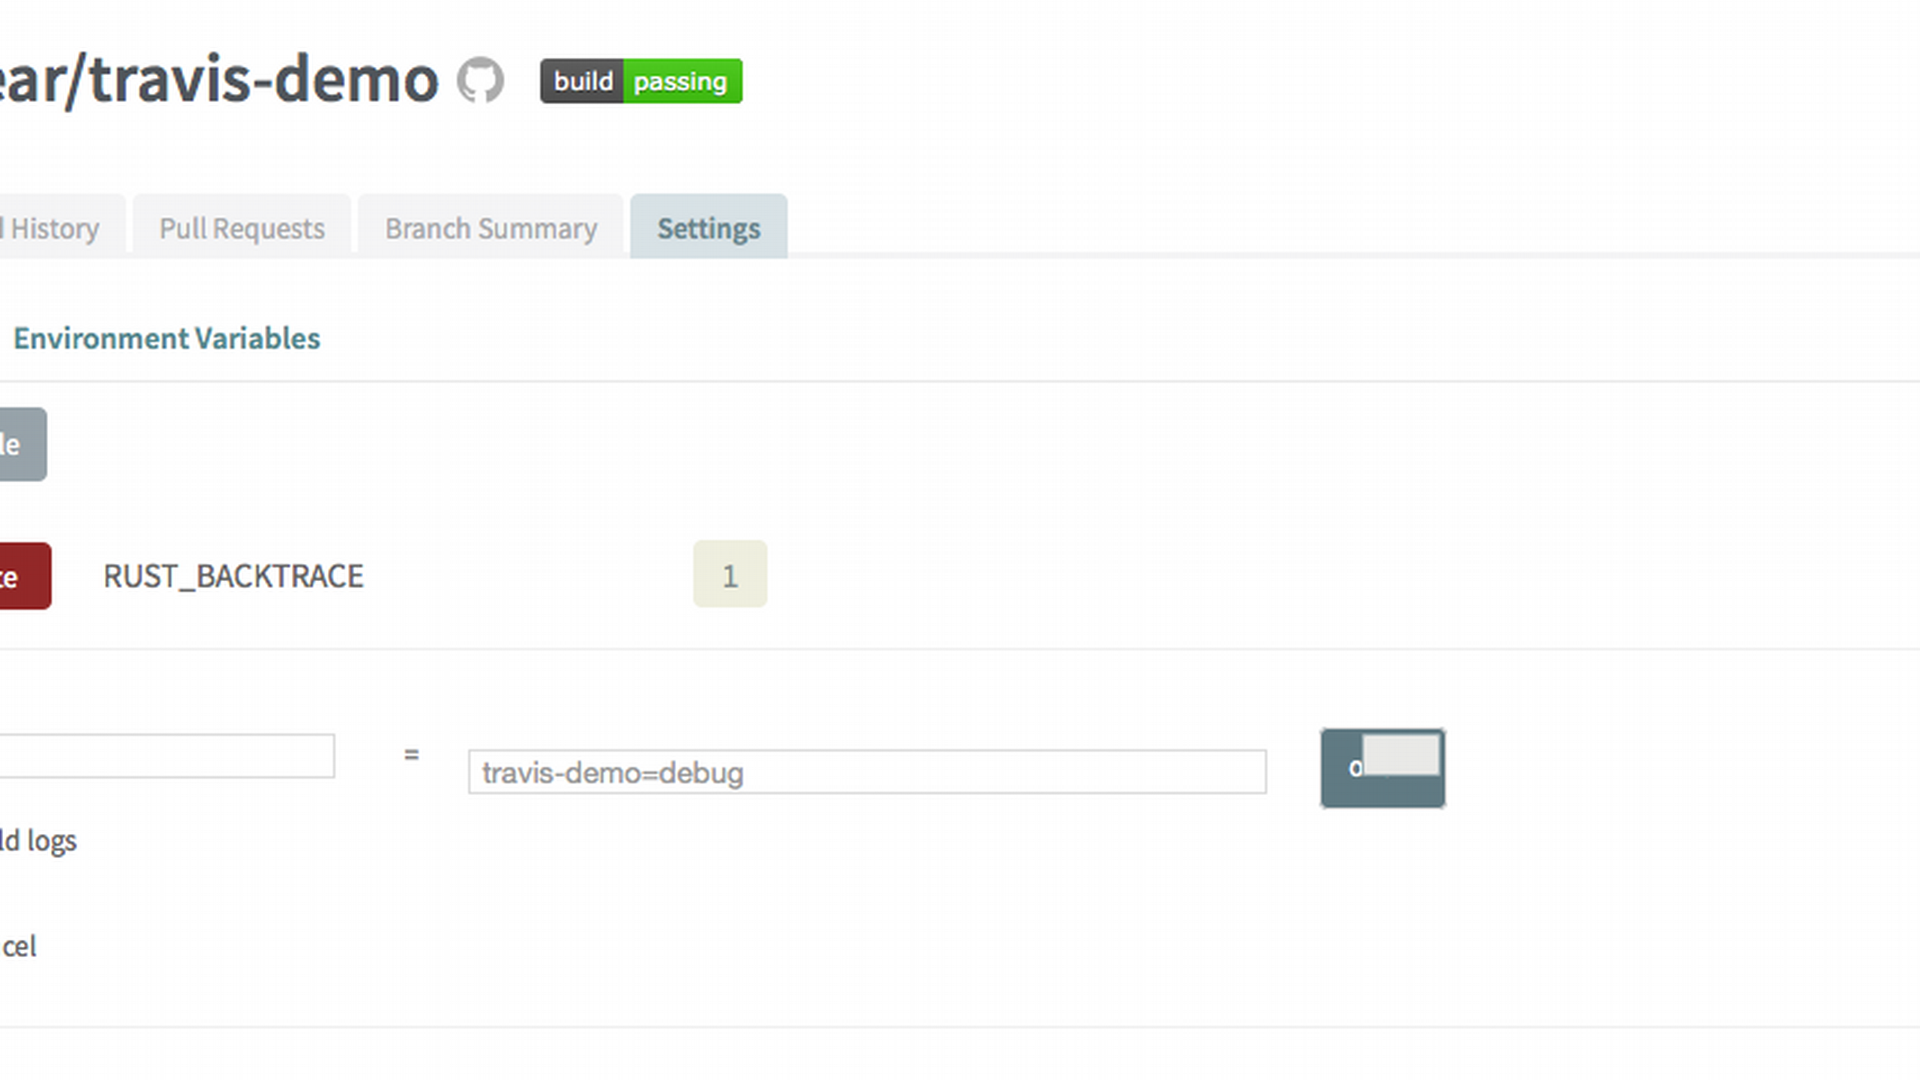 ear/travis-demo build passing
History Pull Requests Branch Summary Settings
Environment Variables
le
te RUST_BACKTRACE 1
=
travis-demo=debug
o
ld logs
cel